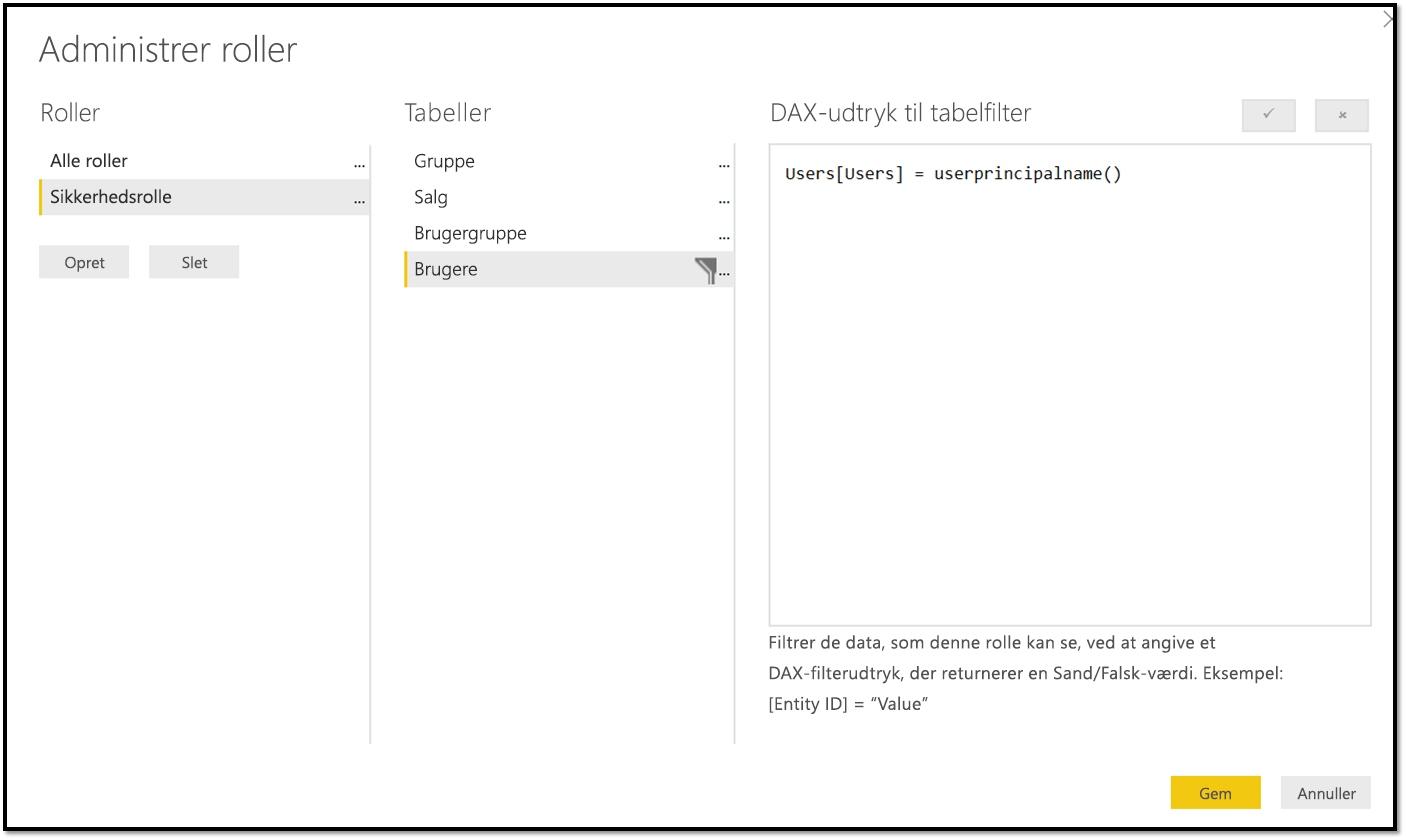 Administrer roller
Roller
Alle roller ...
Sikkerhedsrolle ...
Opret Slet
Tabeller
Gruppe ...
Salg ...
Brugergruppe ...
Brugere ...
DAX-udtryk til tabelfilter
Users[Users] = userprincipalname()
Filtrer de data, som denne rolle kan se, ved at angive et
DAX-filterudtryk, der returnerer en Sand/Falsk-værdi. Eksempel:
[Entity ID] = “Value”
Gem Annuller